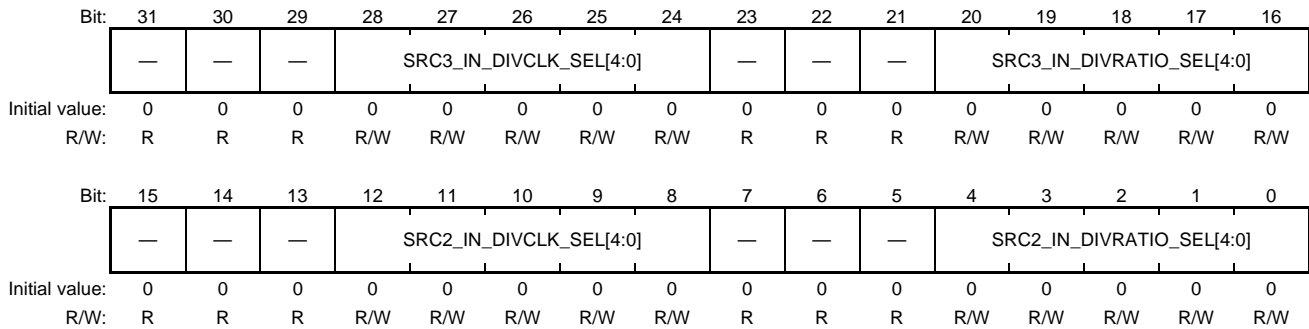 Bit: 31 30 29 28 27 26 25 24 23 22 21 20 19 18 17 16
— — — SRC3_IN_DIVCLK_SEL[4:0] — — — SRC3_IN_DIVRATIO_SEL[4:0]
Initial value: 0 0 0 0 0 0 0 0 0 0 0 0 0 0 0 0
R/W: R R R R/W R/W R/W R/W R/W R R R R/W R/W R/W R/W R/W
Bit: 15 14 13 12 11 10 9 8 7 6 5 4 3 2 1 0
— — — SRC2_IN_DIVCLK_SEL[4:0] — — — SRC2_IN_DIVRATIO_SEL[4:0]
Initial value: 0 0 0 0 0 0 0 0 0 0 0 0 0 0 0 0
R/W: R R R R/W R/W R/W R/W R/W R R R R/W R/W R/W R/W R/W